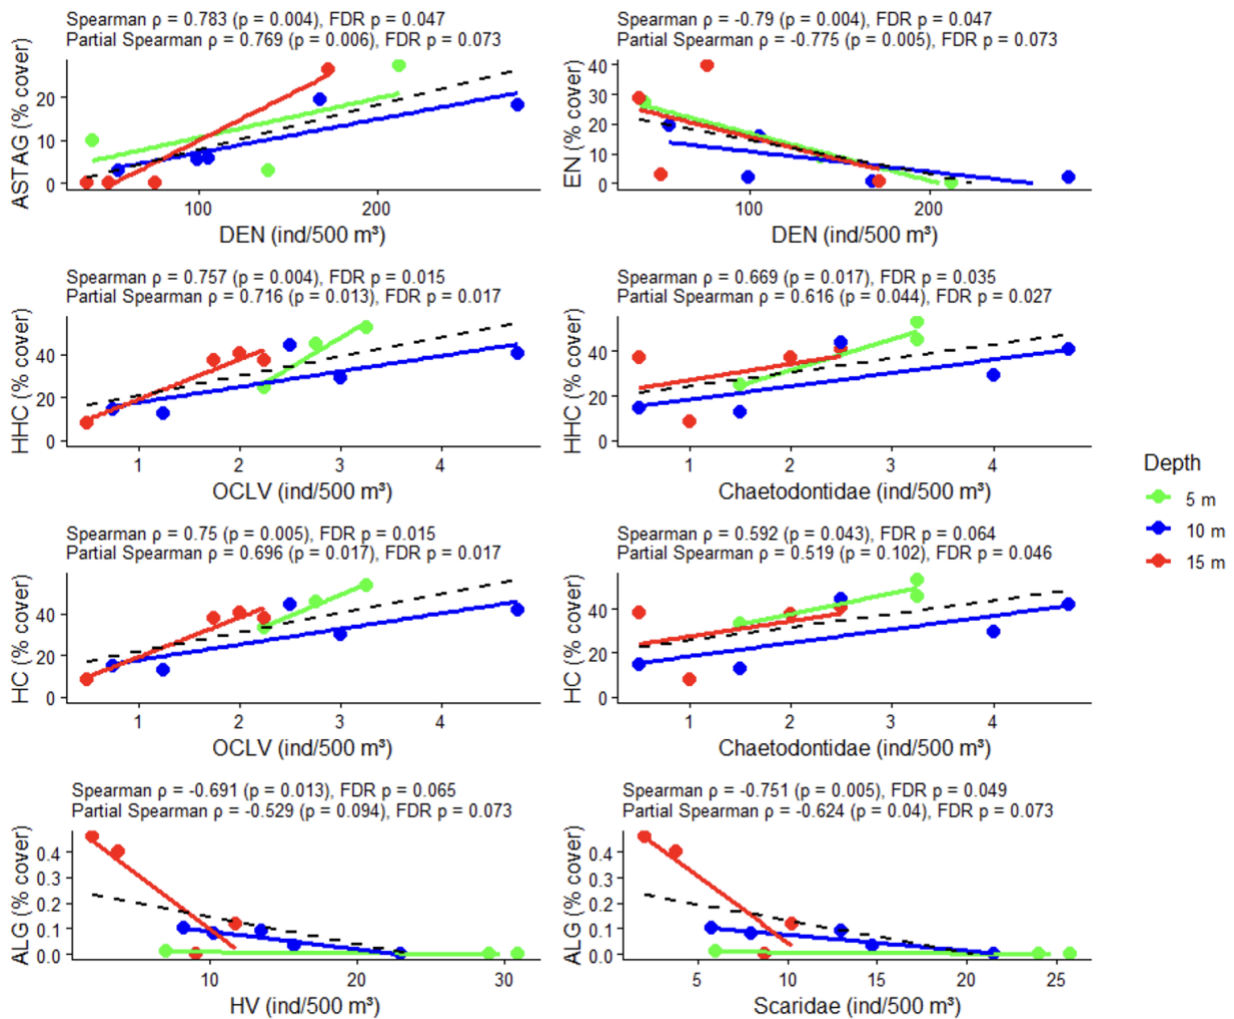 Spearman ρ = 0.783 (p = 0.004), FDR p = 0.047
Partial Spearman ρ = 0.769 (p = 0.006), FDR p = 0.073
ASTAG (% cover)
20
10
0
100
200
DEN (ind/500 m³)
Spearman ρ = -0.79 (p = 0.004), FDR p = 0.047
Partial Spearman ρ = -0.775 (p = 0.005), FDR p = 0.073
EN (% cover)
40
30
20
10
0
100
200
DEN (ind/500 m³)
Spearman ρ = 0.757 (p = 0.004), FDR p = 0.015
Partial Spearman ρ = 0.716 (p = 0.013), FDR p = 0.017
HHC (% cover)
40
20
0
1
2
3
4
OCLV (ind/500 m³)
Spearman ρ = 0.669 (p = 0.017), FDR p = 0.035
Partial Spearman ρ = 0.616 (p = 0.044), FDR p = 0.027
HHC (% cover)
40
20
0
1
2
3
4
Chaetodontidae (ind/500 m³)
Spearman ρ = 0.75 (p = 0.005), FDR p = 0.015
Partial Spearman ρ = 0.696 (p = 0.017), FDR p = 0.017
HC (% cover)
40
20
0
1
2
3
4
OCLV (ind/500 m³)
Spearman ρ = 0.592 (p = 0.043), FDR p = 0.064
Partial Spearman ρ = 0.519 (p = 0.102), FDR p = 0.046
HC (% cover)
40
20
0
1
2
3
4
Chaetodontidae (ind/500 m³)
Spearman ρ = -0.691 (p = 0.013), FDR p = 0.065
Partial Spearman ρ = -0.529 (p = 0.094), FDR p = 0.073
ALG (% cover)
0.4
0.3
0.2
0.1
0.0
10
20
30
HV (ind/500 m³)
Spearman ρ = -0.751 (p = 0.005), FDR p = 0.049
Partial Spearman ρ = -0.624 (p = 0.04), FDR p = 0.073
ALG (% cover)
0.4
0.3
0.2
0.1
0.0
5
10
15
20
25
Scaridae (ind/500 m³)
Depth
5 m
10 m
15 m